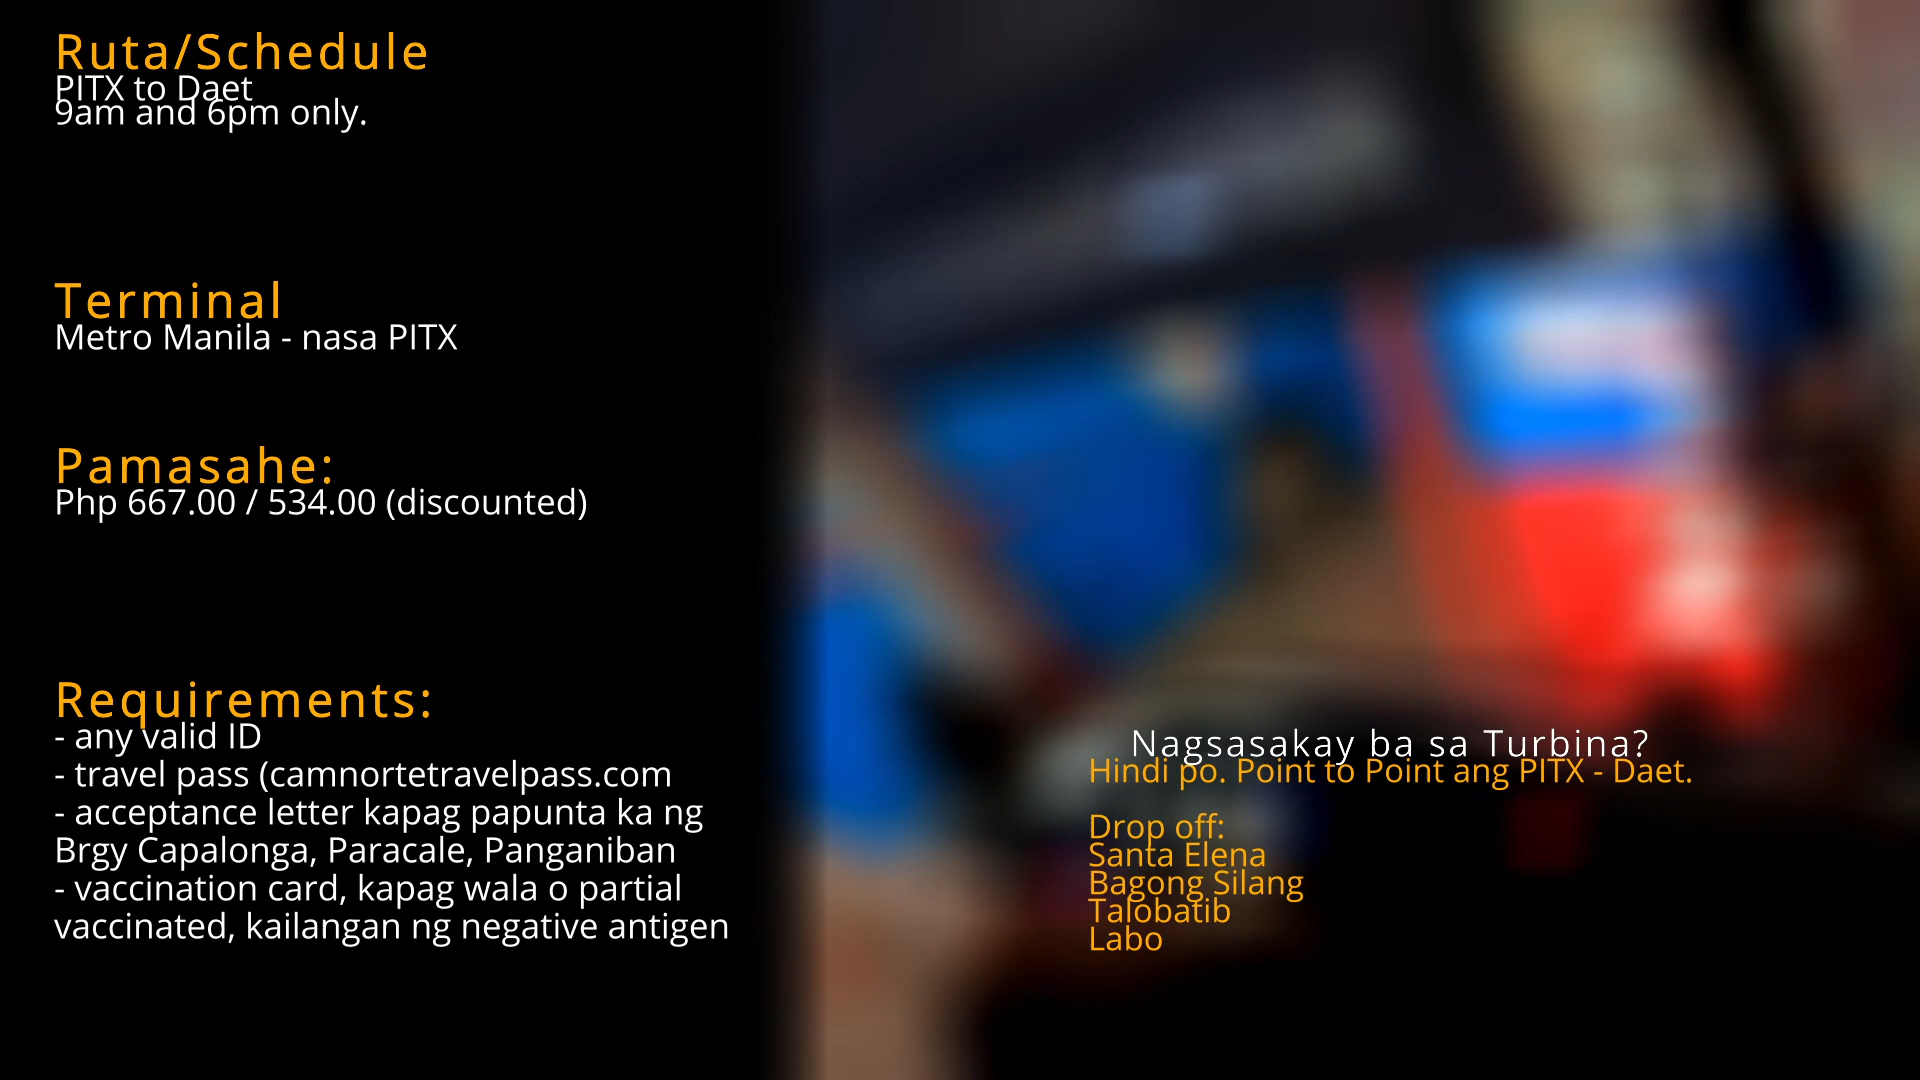 Ruta/Schedule
PITX to Daet
9am and 6pm only.
Terminal
Metro Manila - nasa PITX
Pamasahe:
Php 667.00 / 534.00 (discounted)
Requirements:
- any valid ID
- travel pass (camnortetravelpass.com
- acceptance letter kapag papunta ka ng
Brgy Capalonga, Paracale, Panganiban
- vaccination card, kapag wala o partial
vaccinated, kailangan ng negative antigen
Nagsasakay ba sa Turbina?
Hindi po. Point to Point ang PITX - Daet.
Drop off:
Santa Elena
Bagong Silang
Talobatib
Labo